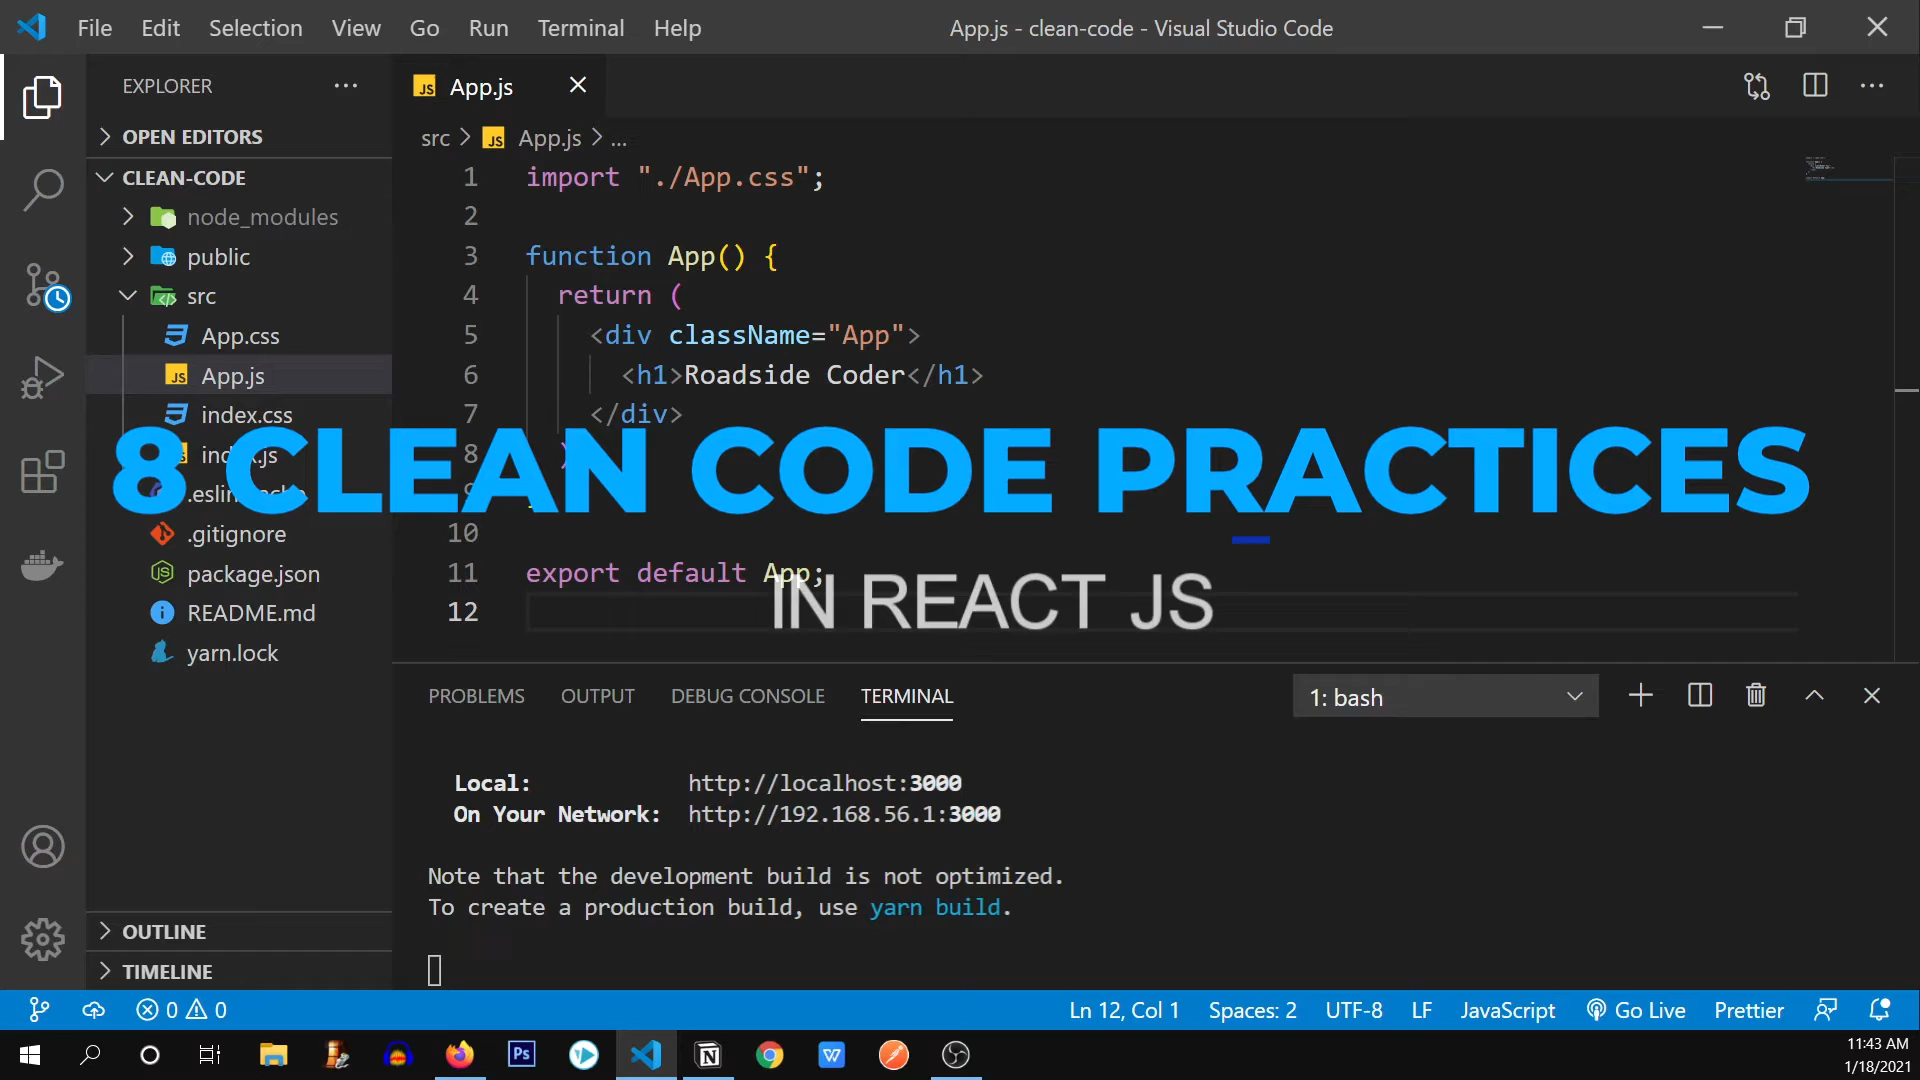 File Edit Selection View Go Run Terminal Help
App.js - clean-code - Visual Studio Code
EXPLORER
OPEN EDITORS
CLEAN-CODE
node_modules
public
src
App.css
JS App.js
index.css
.gitignore
package.json
README.md
yarn.lock
OUTLINE
TIMELINE
JS App.js
src > JS App.js > ...
1 import "./App.css";
2
3 function App() {
4 return (
5 <div className="App">
6 <h1>Roadside Coder</h1>
7 </div>
8
10
11 export default App;
12
8 CLEAN CODE PRACTICES
IN REACT JS
PROBLEMS OUTPUT DEBUG CONSOLE TERMINAL
1: bash
Local: http://localhost:3000
On Your Network: http://192.168.56.1:3000
Note that the development build is not optimized.
To create a production build, use yarn build.
0 0
Ln 12, Col 1 Spaces: 2 UTF-8 LF JavaScript Go Live Prettier
Ps
N
W
11:43 AM
1/18/2021